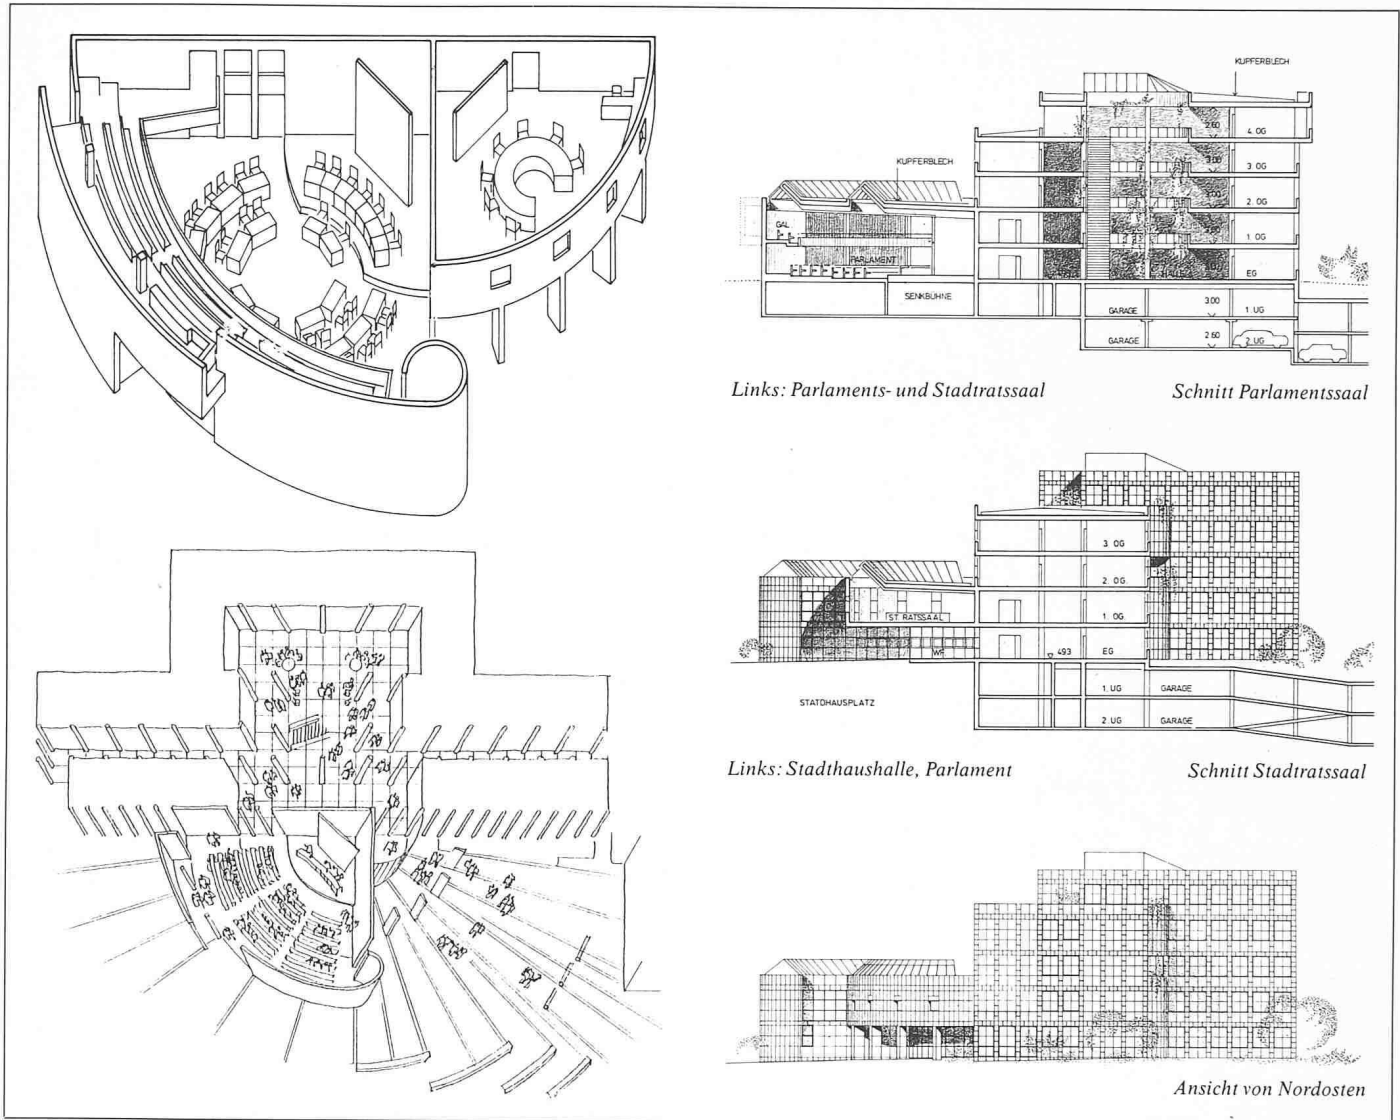 KUPFERBLECH
KUPFERBLECH
2.60
4. OG
3.00
3. OG
2. OG
GAL
1. OG
PARLAMENT
EG
SENKBÜHNE
GARAGE
3.00
1. UG
GARAGE
2.60
2. UG
Links: Parlaments- und Stadtratssaal
Schnitt Parlamentssaal
3. OG
2. OG
ST. RATSSAAL
1. OG
WF
493
EG
1. UG
GARAGE
STATDHAUSPLATZ
2. UG
GARAGE
Links: Stadthaushalle, Parlament
Schnitt Stadtratssaal
Ansicht von Nordosten